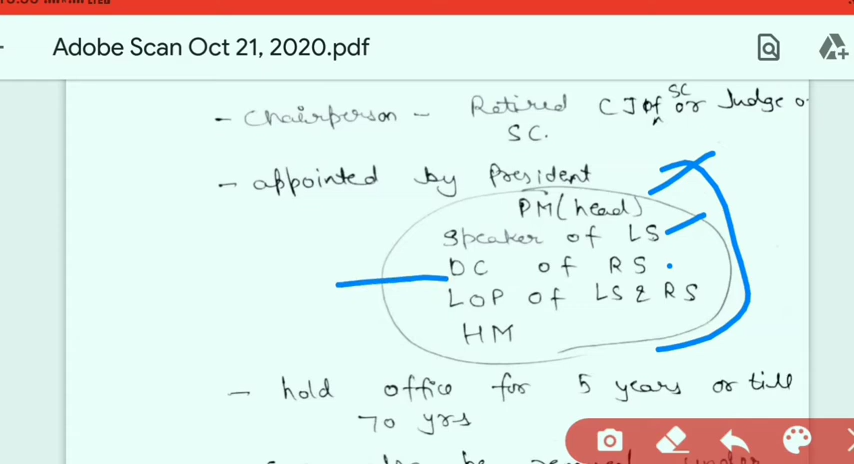 Adobe Scan Oct 21, 2020.pdf
- Chairperson - Retired CJ of SC or Judge o
SC.
- appointed by President
PM (head)
Speaker of LS
DC of RS
LOP of LS & RS
HM
- hold office for 5 years or till
70 yrs